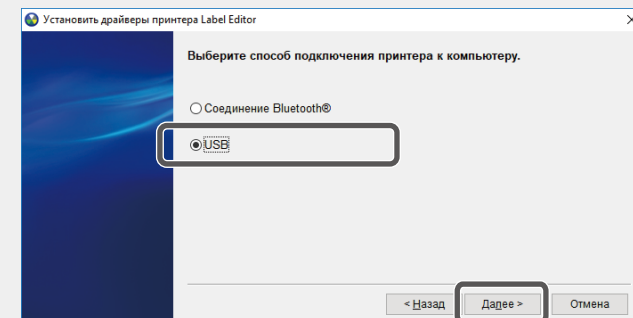 Установить драйверы принтера Label Editor
Выберите способ подключения принтера к компьютеру.
Соединение Bluetooth®
USB
< Назад Далее > Отмена